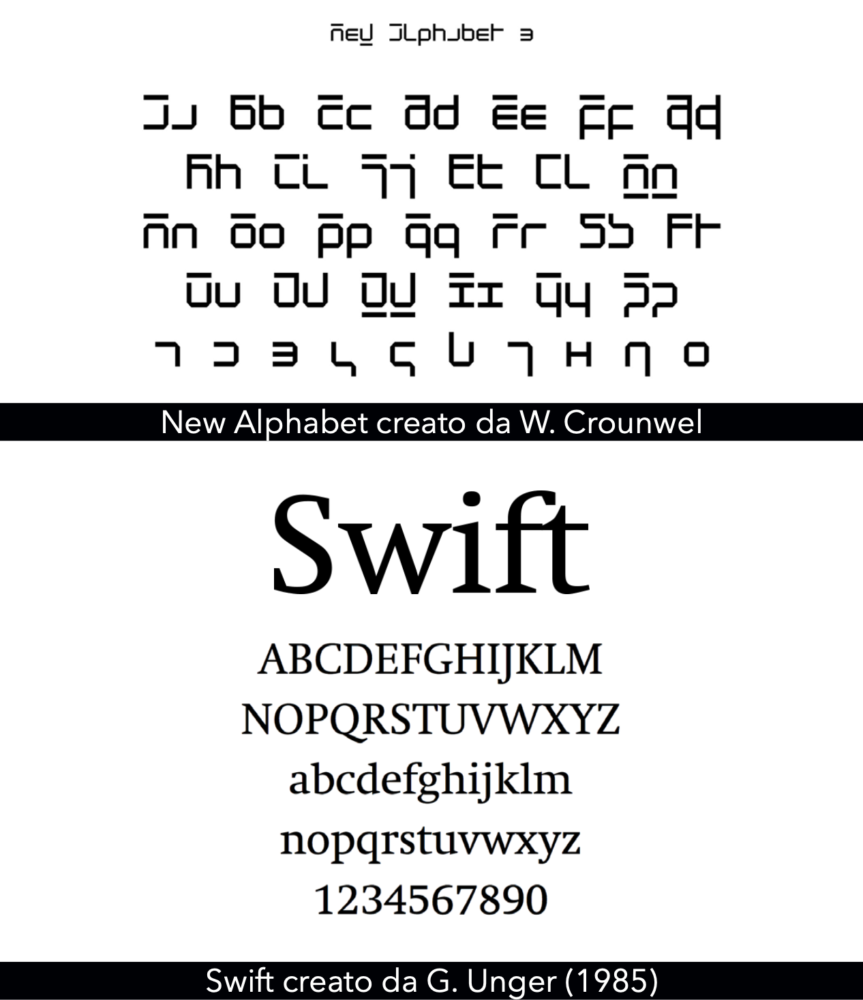 New Alphabet 3
Aa Bb Cc Dd Ee Ff Gg
Hh Ii Jj Kk Ll Mm
Nn Oo Pp Qq Rr Ss Tt
Uu Vv Ww Xx Yy Zz
1 2 3 4 5 6 7 8 9 0
New Alphabet creato da W. Crounwel
Swift
ABCDEFGHIJKLM
NOPQRSTUVWXYZ
abcdefghijklm
nopqrstuvwxyz
1234567890
Swift creato da G. Unger (1985)